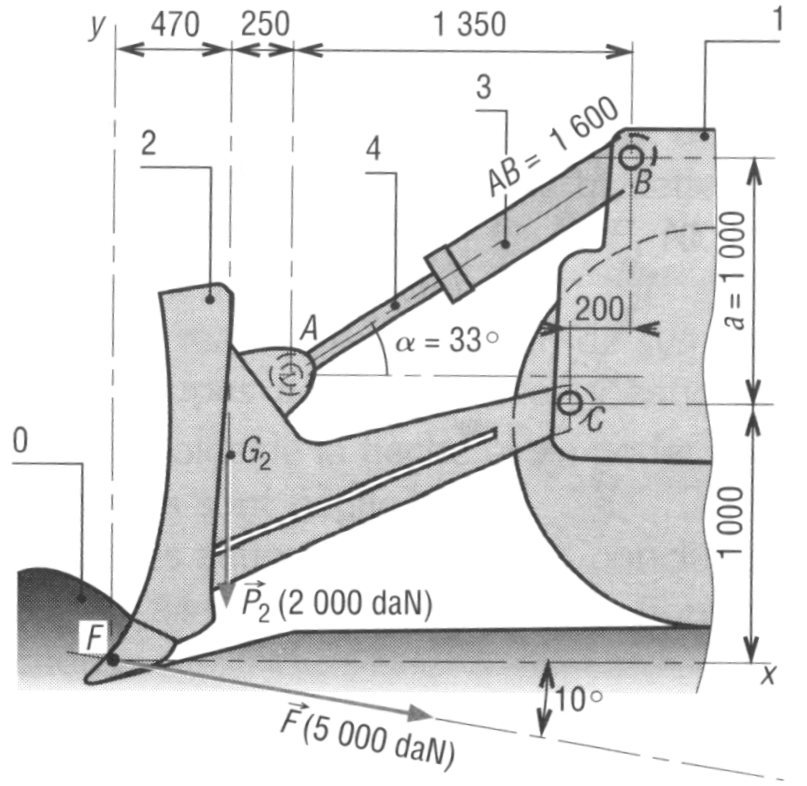 y
470
250
1 350
1
3
2
4
AB = 1 600
B
A
α = 33°
200
a = 1 000
C
0
G₂
1 000
P⃗₂ (2 000 daN)
F
x
10°
F⃗ (5 000 daN)